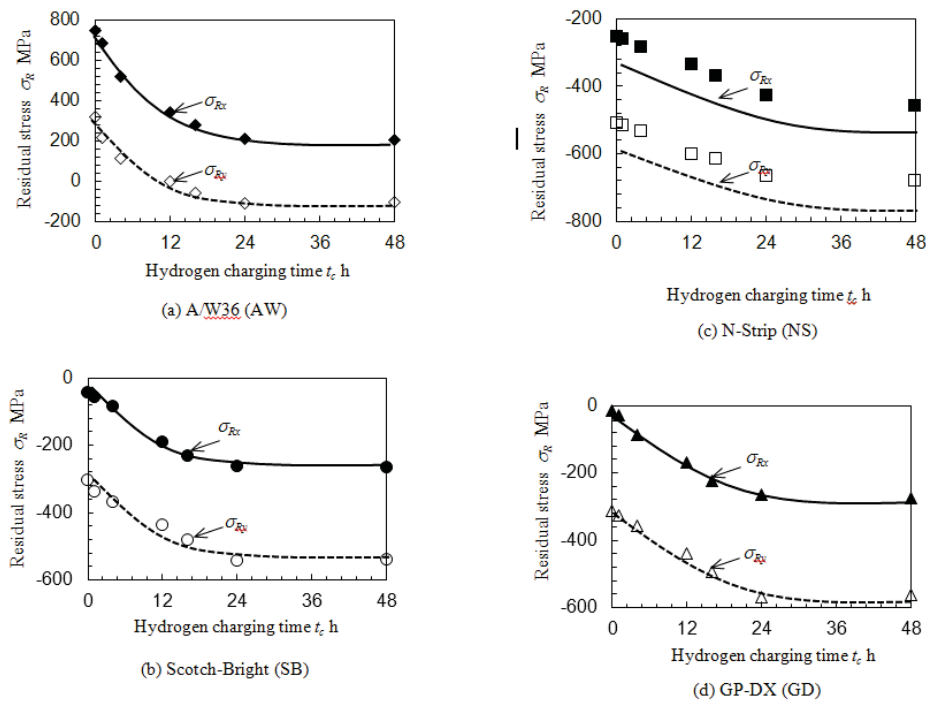 800
600
400
200
0
-200
Residual stress σR MPa
σRx
σRy
0 12 24 36 48
Hydrogen charging time tc h
(a) A/W36 (AW)
0
-200
-400
-600
Residual stress σR MPa
σRx
σRy
0 12 24 36 48
Hydrogen charging time tc h
(b) Scotch-Bright (SB)
-200
-400
-600
-800
Residual stress σR MPa
σRx
σRy
0 12 24 36 48
Hydrogen charging time tc h
(c) N-Strip (NS)
0
-200
-400
-600
Residual stress σR MPa
σRx
σRy
0 12 24 36 48
Hydrogen charging time tc h
(d) GP-DX (GD)